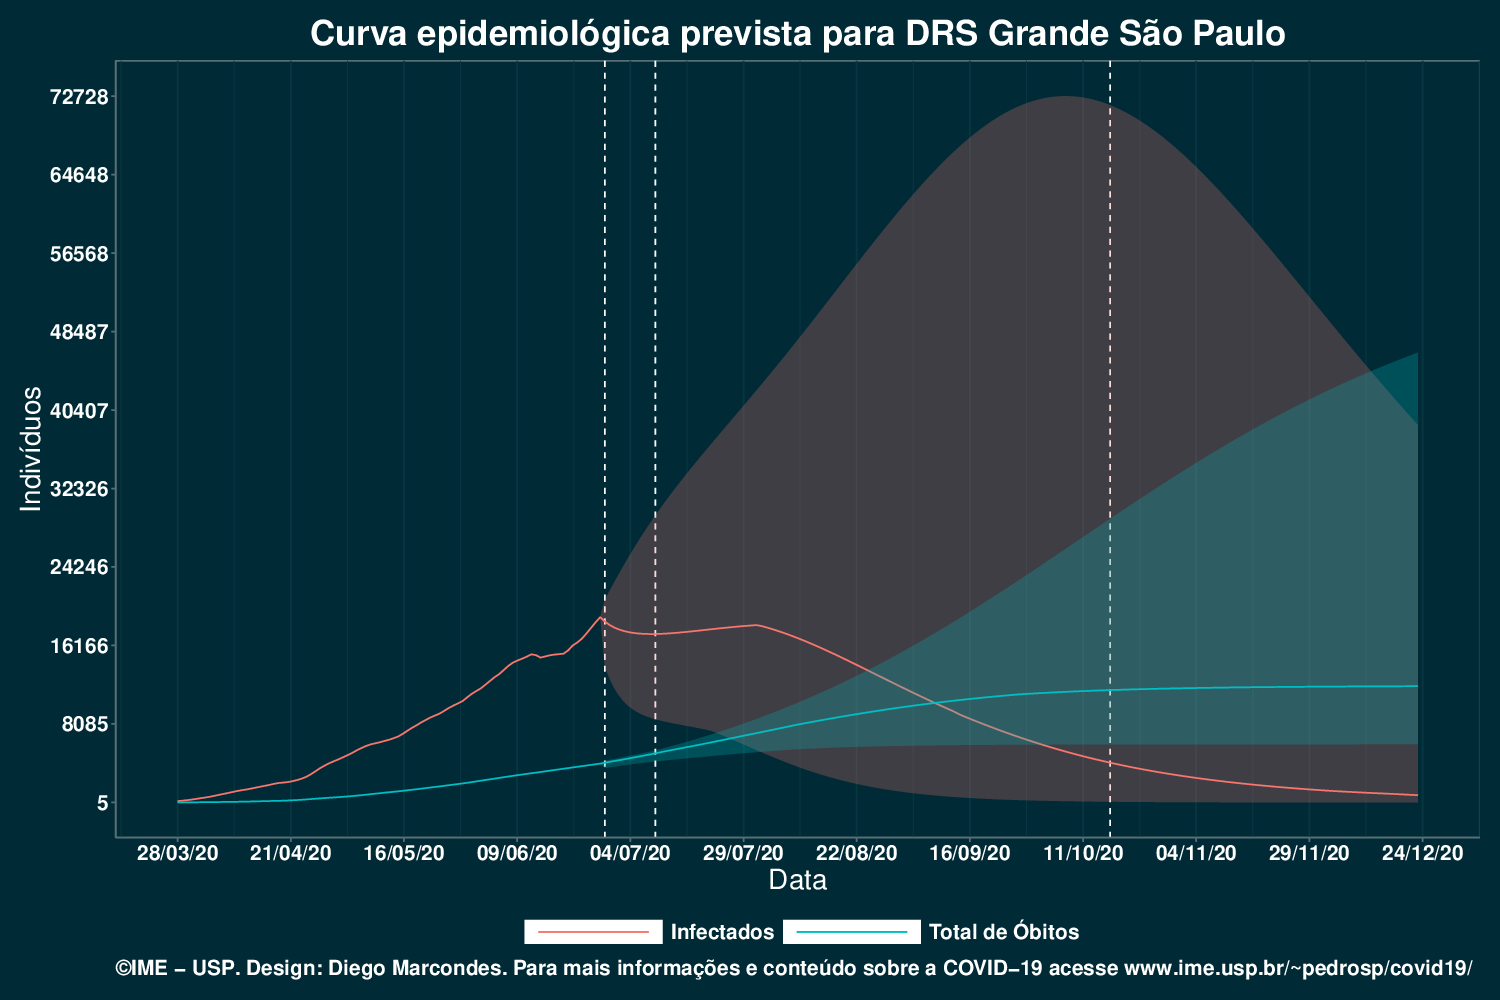 Curva epidemiológica prevista para DRS Grande São Paulo
72728
64648
56568
48487
40407
32326
24246
16166
8085
5
Indivíduos
28/03/20 21/04/20 16/05/20 09/06/20 04/07/20 29/07/20 22/08/20 16/09/20 11/10/20 04/11/20 29/11/20 24/12/20
Data
Infectados Total de Óbitos
©IME − USP. Design: Diego Marcondes. Para mais informações e conteúdo sobre a COVID−19 acesse www.ime.usp.br/~pedrosp/covid19/